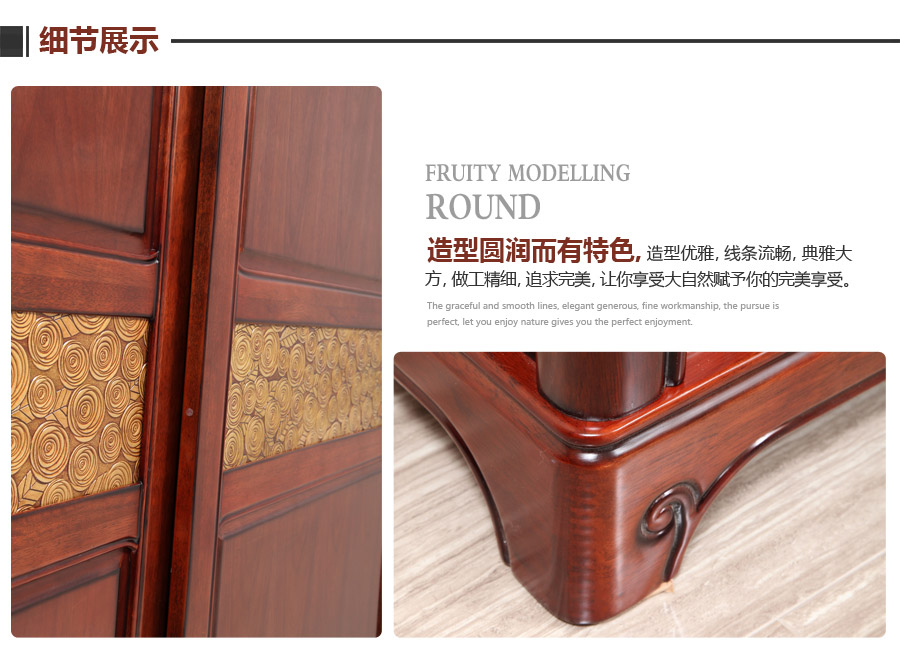 细节展示
FRUITY MODELLING
ROUND
造型圆润而有特色, 造型优雅, 线条流畅, 典雅大
方, 做工精细, 追求完美, 让你享受大自然赋予你的完美享受。
The graceful and smooth lines, elegant generous, fine workmanship, the pursue is
perfect, let you enjoy nature gives you the perfect enjoyment.